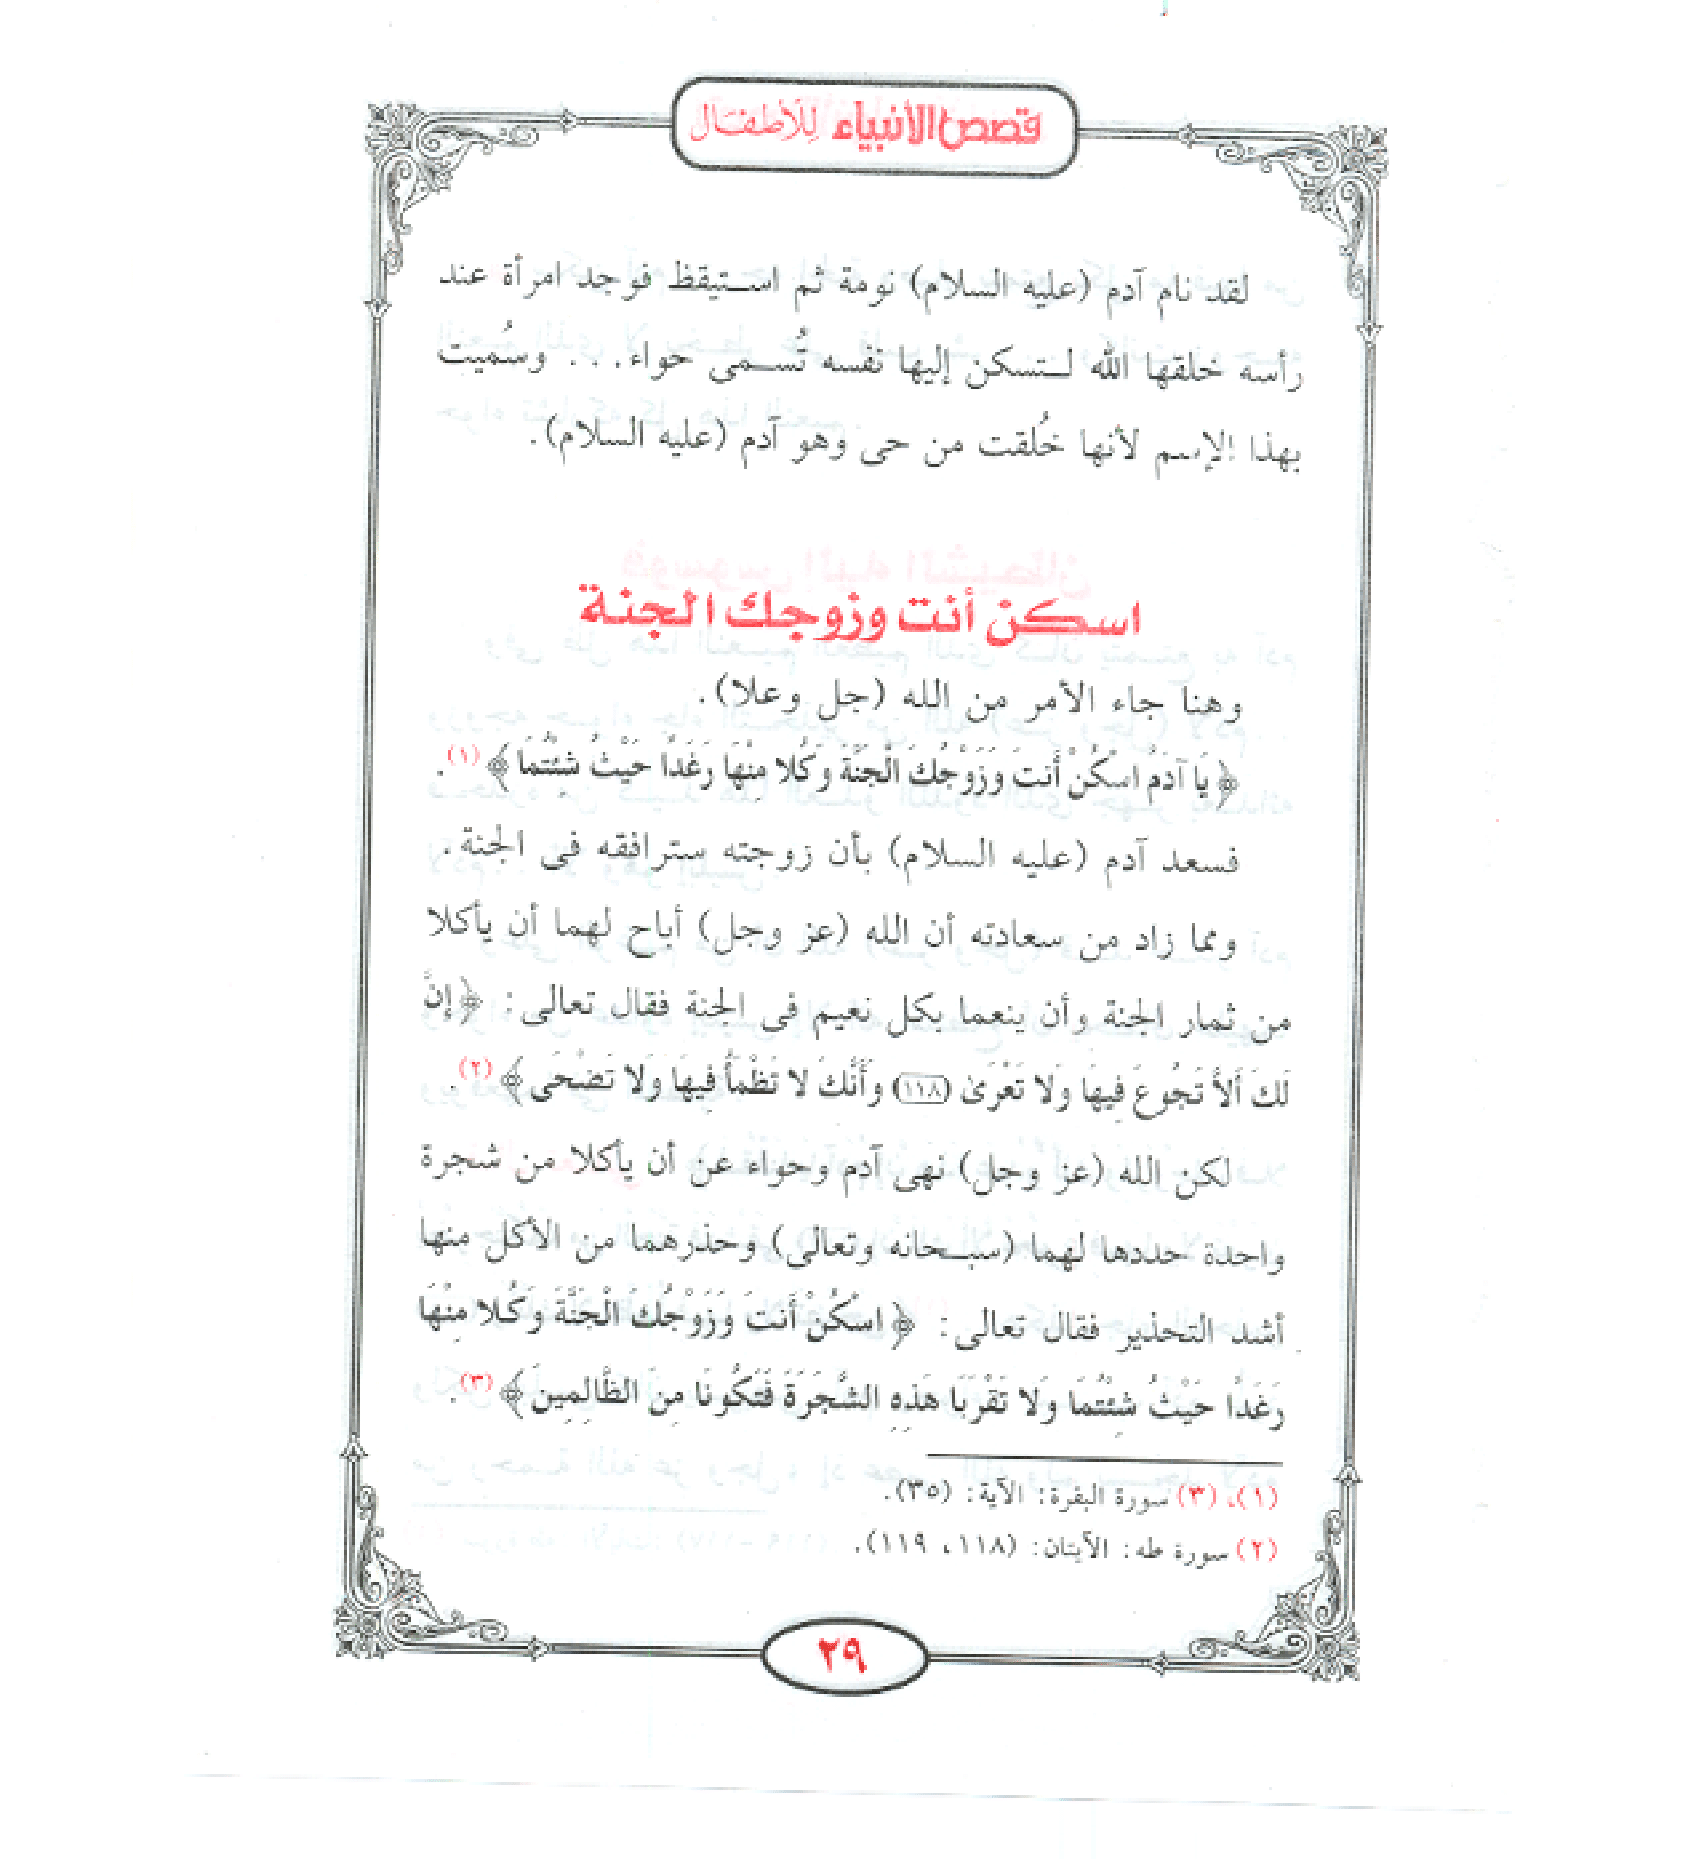 قصص الأنبياء للأطفال
لقد نام آدم (عليه السلام) نومة ثم استيقظ فوجد امرأة عند
رأسه خلقها الله لتسكن إليها نفسه تُسمى حواء... وسُميت
بهذا الإسم لأنها خُلقت من حى وهو آدم (عليه السلام).
اسكن أنت وزوجك الجنة
وهنا جاء الأمر من الله (جل وعلا).
﴿يَا آدَمُ اسْكُنْ أَنتَ وَزَوْجُكَ الْجَنَّةَ وَكُلا مِنْهَا رَغَدًا حَيْثُ شِئْتُمَا﴾(١).
فسعد آدم (عليه السلام) بأن زوجته سترافقه فى الجنة.
ومما زاد من سعادته أن الله (عز وجل) أباح لهما أن يأكلا
من ثمار الجنة وأن ينعما بكل نعيم فى الجنة فقال تعالى: ﴿إِنَّ
لَكَ أَلاَّ تَجُوعَ فِيهَا وَلا تَعْرَىٰ (١١٨) وَأَنَّكَ لا تَظْمَأُ فِيهَا وَلا تَضْحَى﴾(٢).
لكن الله (عز وجل) نهى آدم وحواء عن أن يأكلا من شجرة
واحدة حددها لهما (سبحانه وتعالى) وحذرهما من الأكل منها
أشد التحذير فقال تعالى: ﴿اسْكُنْ أَنتَ وَزَوْجُكَ الْجَنَّةَ وَكُلا مِنْهَا
رَغَدًا حَيْثُ شِئْتُمَا وَلا تَقْرَبَا هَذِهِ الشَّجَرَةَ فَتَكُونَا مِنَ الظَّالِمِينَ﴾(٣).
(١)، (٣) سورة البقرة: الآية: (٣٥).
(٢) سورة طه: الآيتان: (١١٨، ١١٩).
٢٩